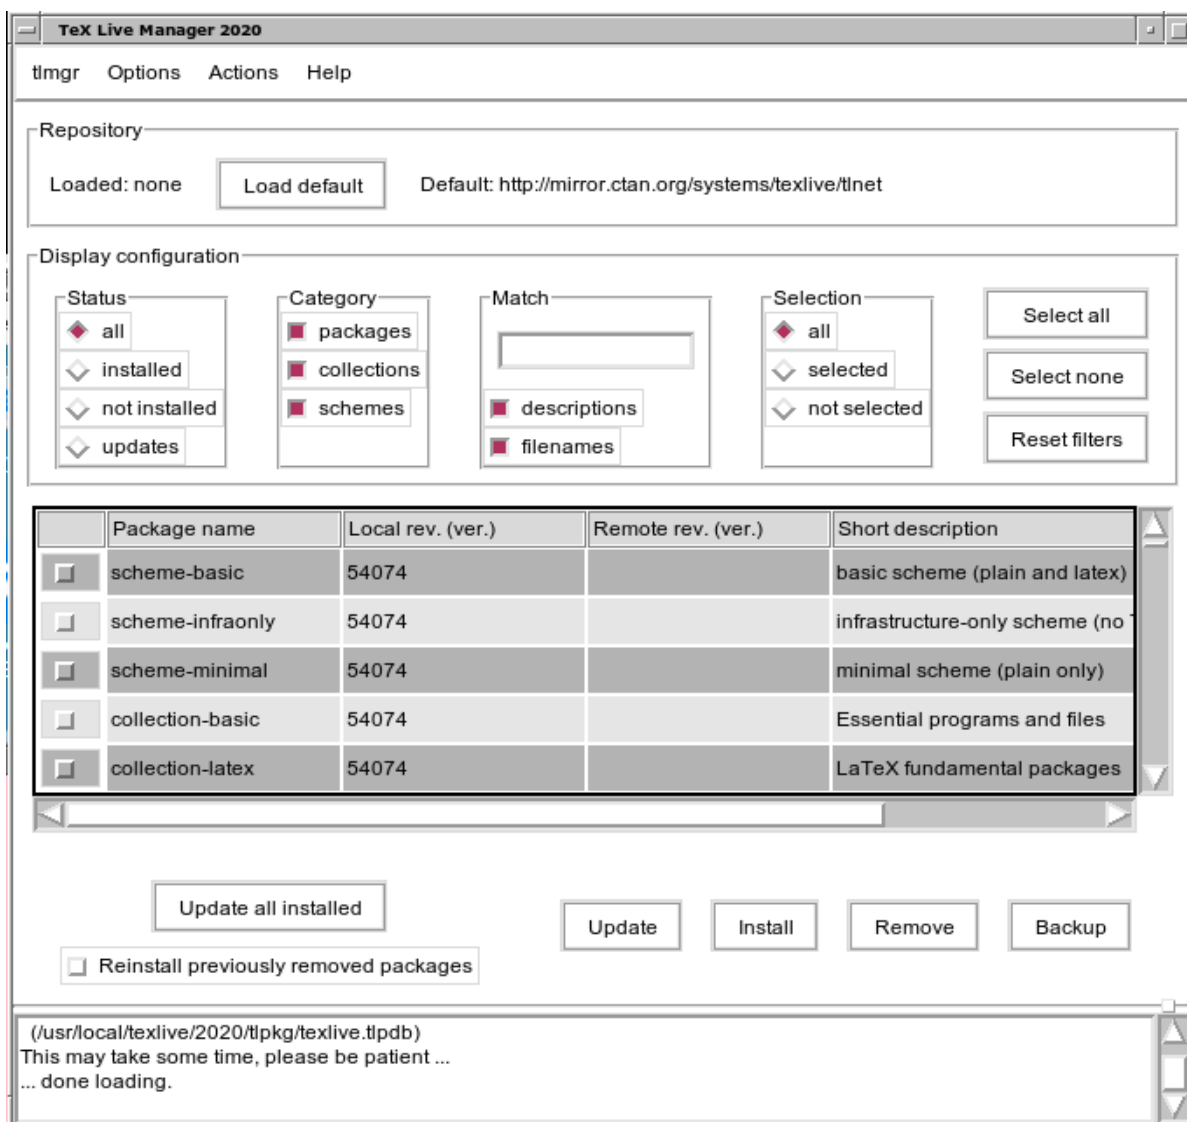 TeX Live Manager 2020
tlmgr Options Actions Help
Repository
Loaded: none Load default Default: http://mirror.ctan.org/systems/texlive/tlnet
Display configuration
Status Category Match Selection
all packages all Select all
installed collections selected Select none
not installed schemes descriptions not selected
updates filenames Reset filters
Package name Local rev. (ver.) Remote rev. (ver.) Short description
scheme-basic 54074 basic scheme (plain and latex)
scheme-infraonly 54074 infrastructure-only scheme (no
scheme-minimal 54074 minimal scheme (plain only)
collection-basic 54074 Essential programs and files
collection-latex 54074 LaTeX fundamental packages
Update all installed Update Install Remove Backup
Reinstall previously removed packages
(/usr/local/texlive/2020/tlpkg/texlive.tlpdb)
This may take some time, please be patient ...
... done loading.